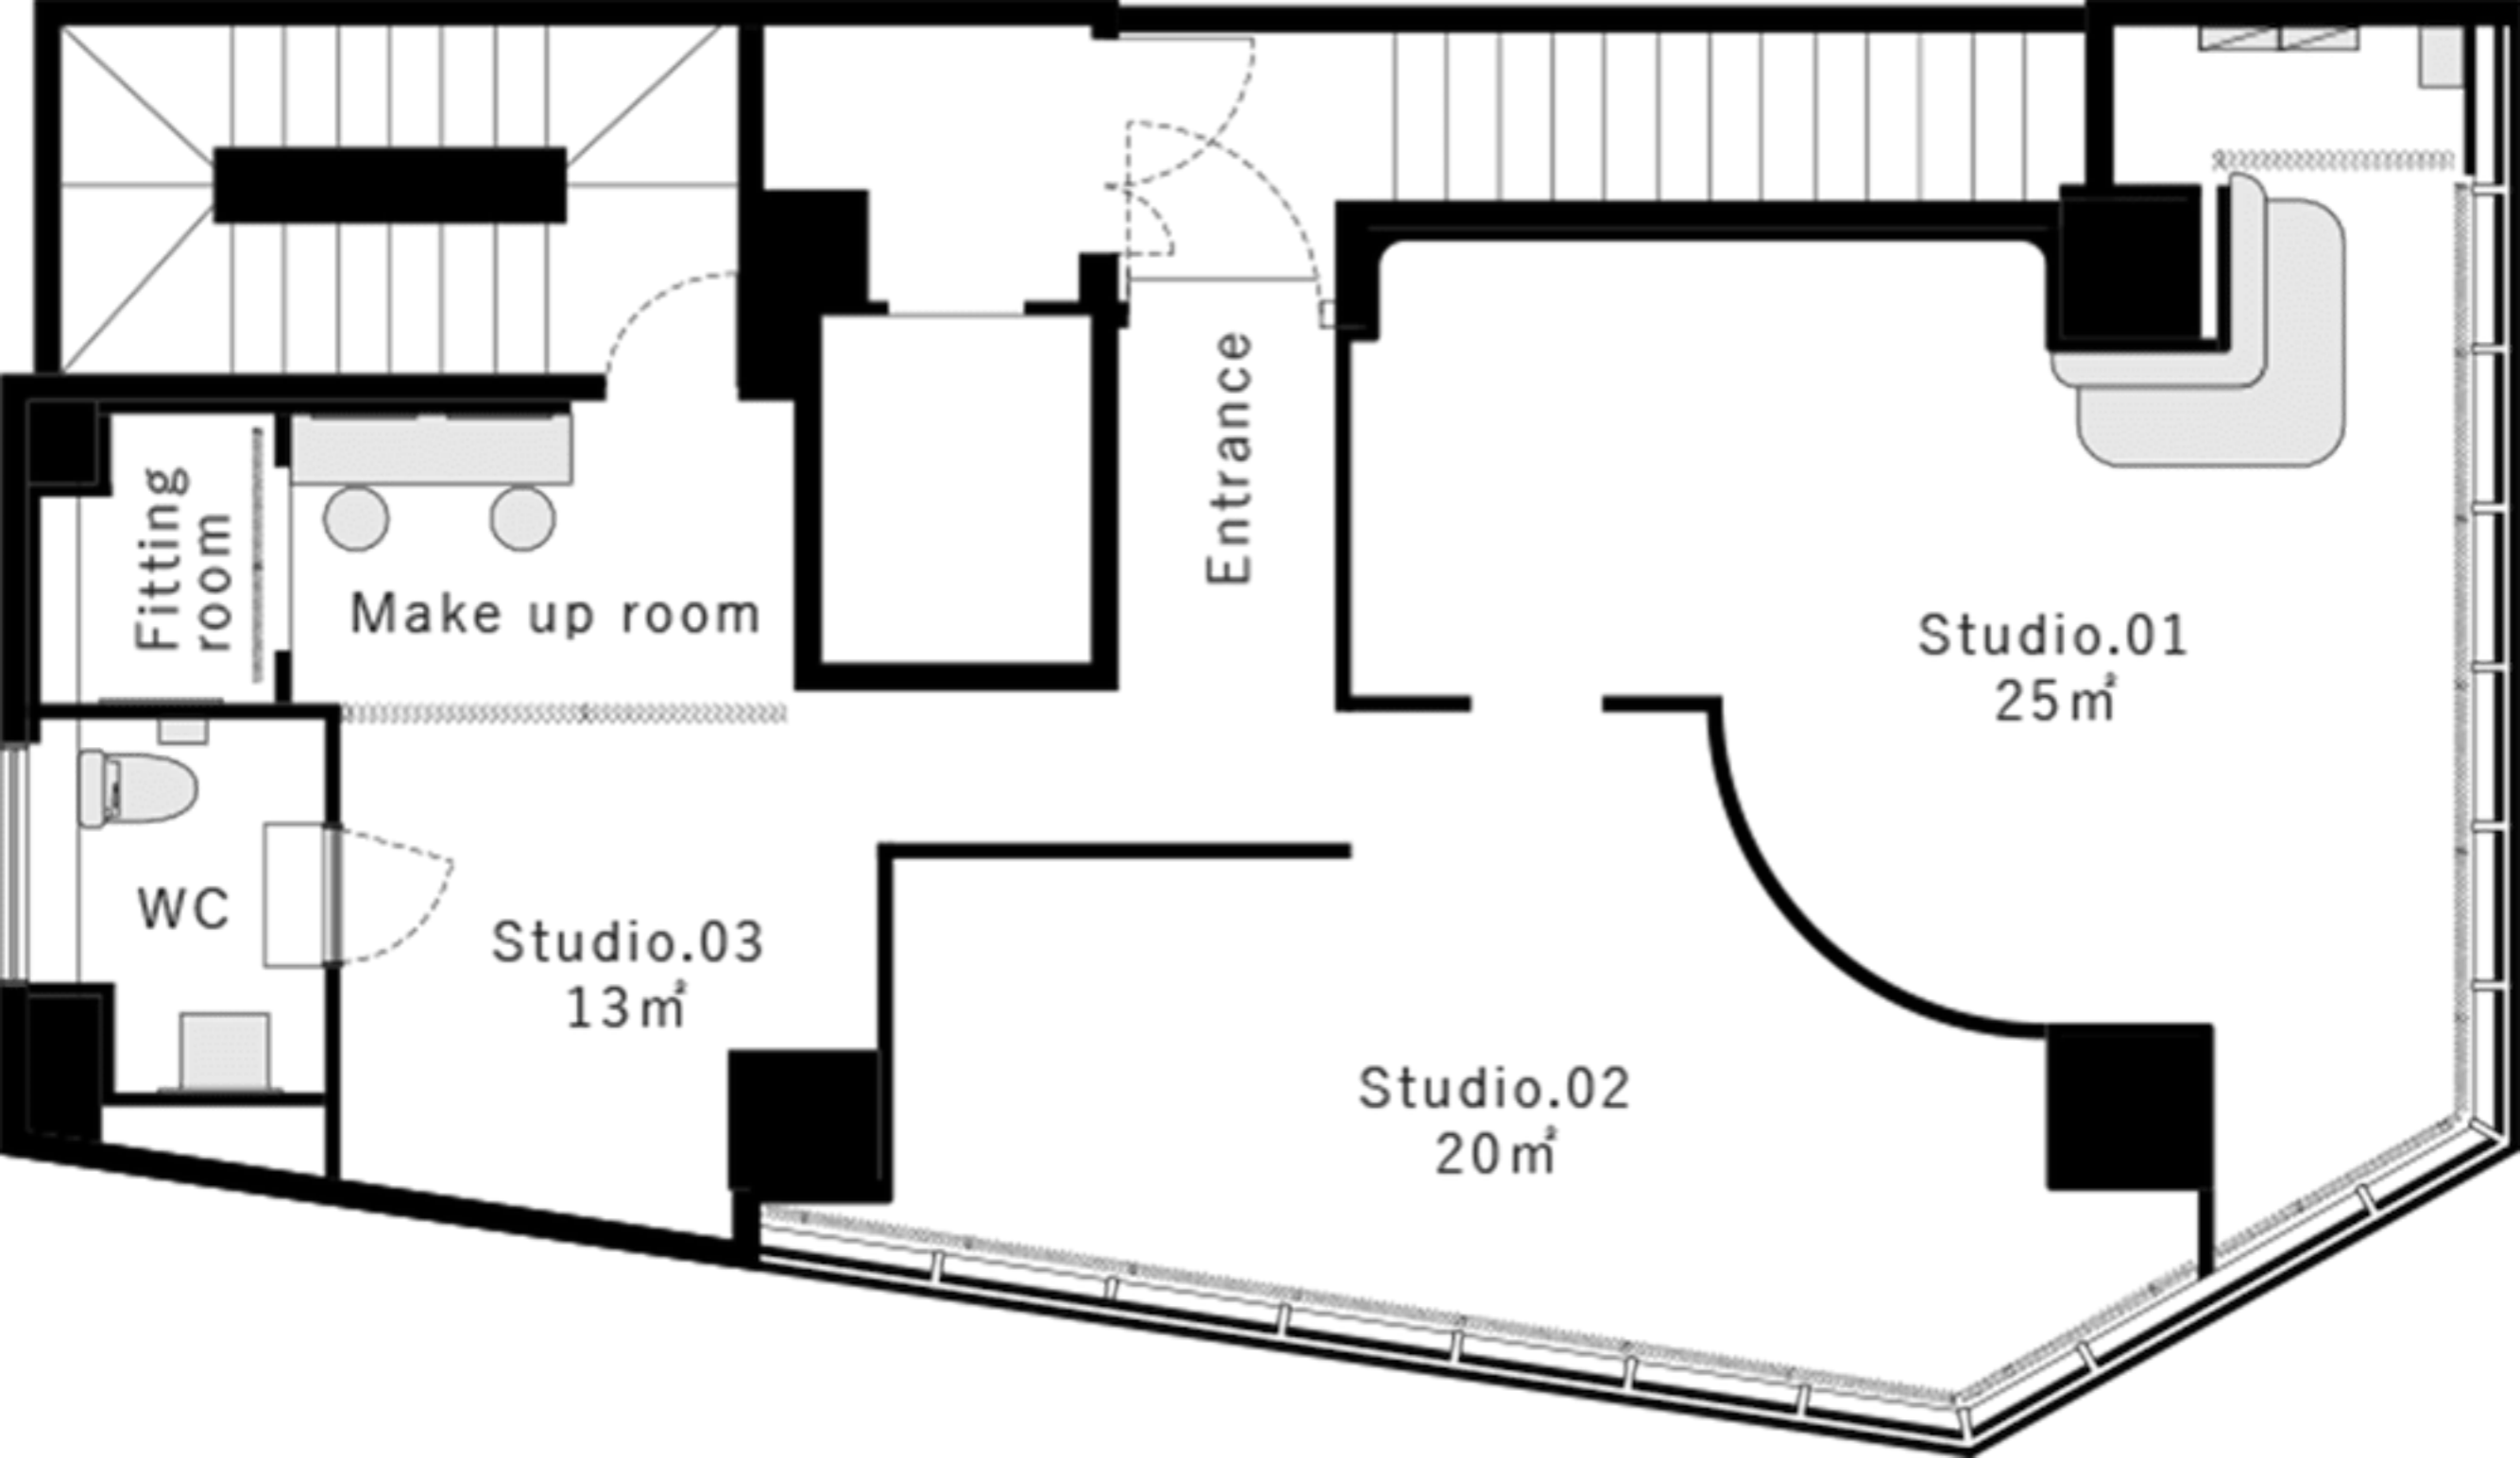 Entrance
Fitting
room
Make up room
Studio.01
25㎡
WC
Studio.03
13㎡
Studio.02
20㎡